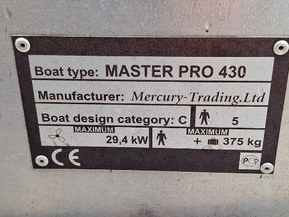 Boat type: MASTER PRO 430
Manufacturer: Mercury-Trading.Ltd
Boat design category: C 5
MAXIMUM 29,4 kW MAXIMUM + 375 kg
CE